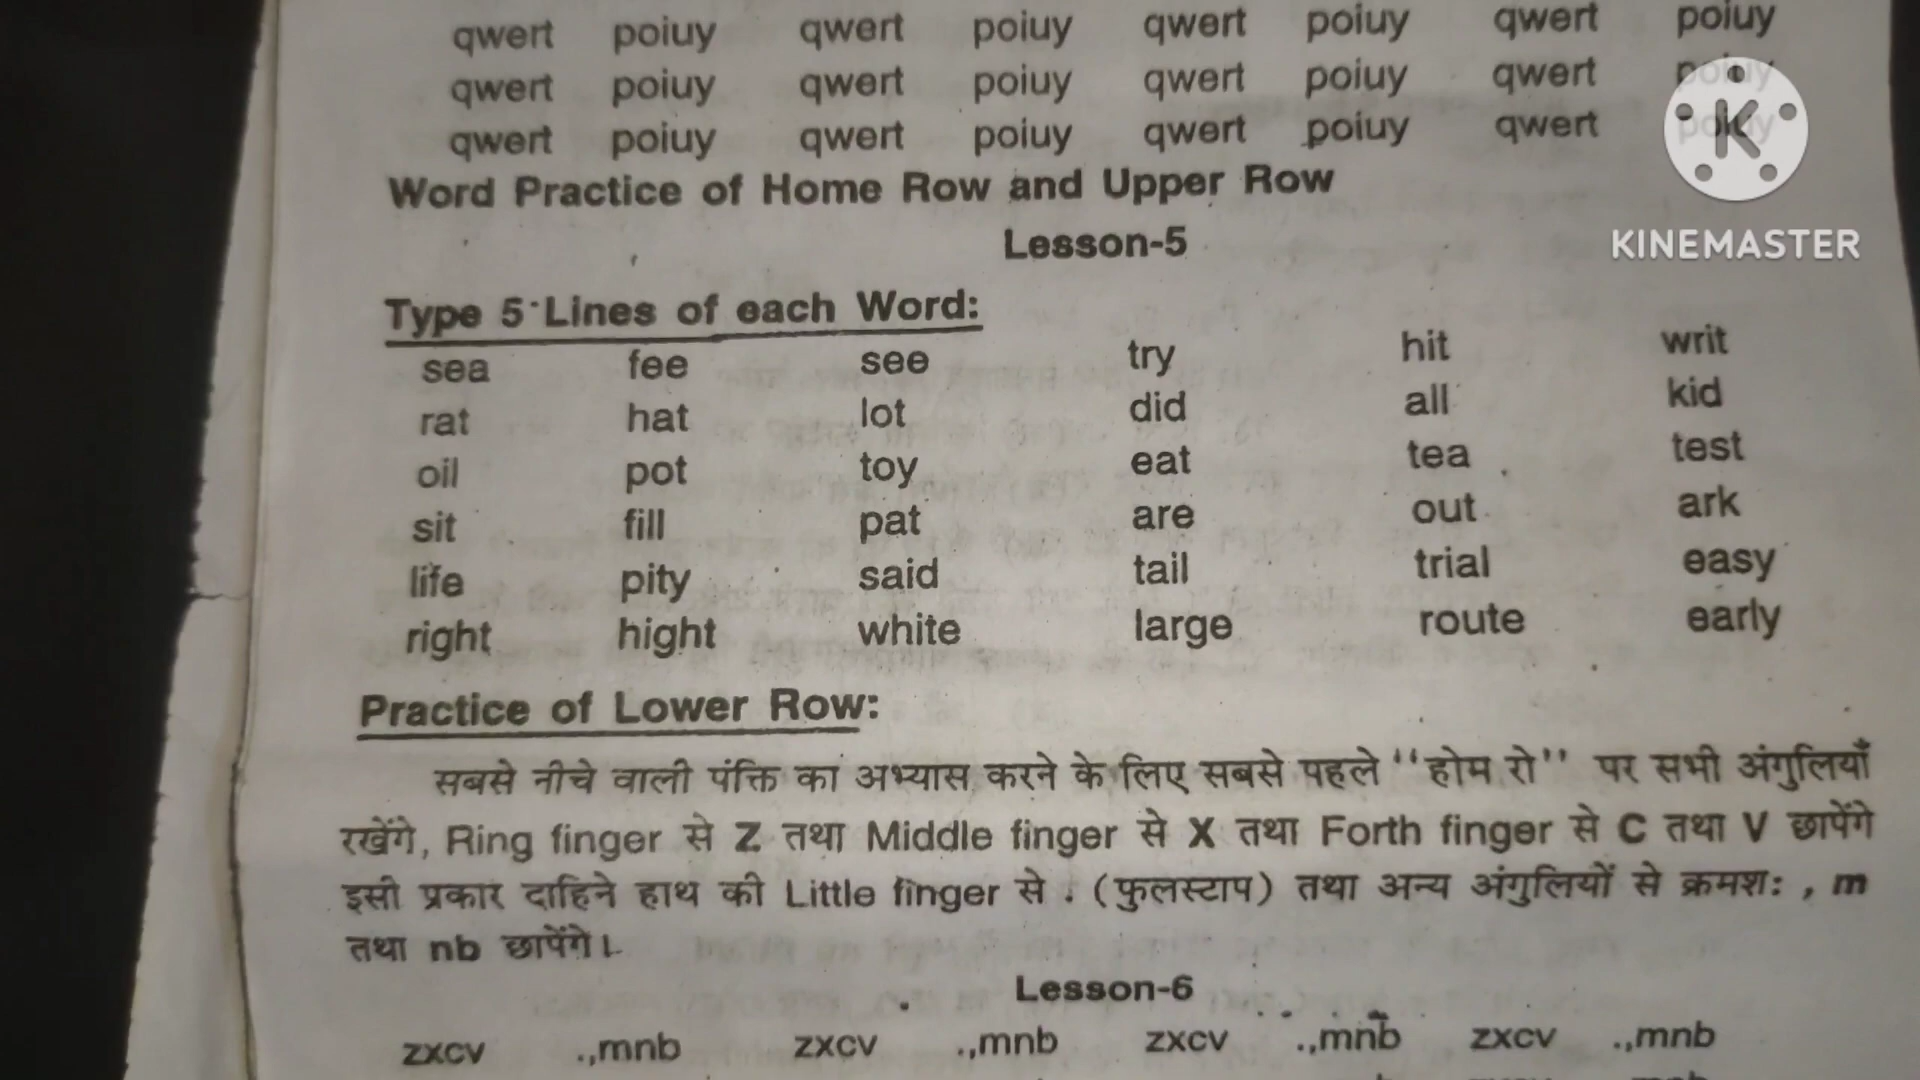 qwert poiuy qwert poiuy qwert poiuy qwert poiuy
qwert poiuy qwert poiuy qwert poiuy qwert poiuy
qwert poiuy qwert poiuy qwert poiuy qwert poiuy
KINEMASTER
Word Practice of Home Row and Upper Row
Lesson-5
Type 5 Lines of each Word:
sea fee see try hit writ
rat hat lot did all kid
oil pot toy eat tea test
sit fill pat are out ark
life pity said tail trial easy
right hight white large route early
Practice of Lower Row:
सबसे नीचे वाली पंक्ति का अभ्यास करने के लिए सबसे पहले ‘‘होम रो’’ पर सभी अंगुलियाँ
रखेंगे, Ring finger से Z तथा Middle finger से X तथा Forth finger से C तथा V छापेंगे
इसी प्रकार दाहिने हाथ की Little finger से . (फुलस्टाप) तथा अन्य अंगुलियों से क्रमशः , m
तथा nb छापेंगे।
Lesson-6
zxcv .,mnb zxcv .,mnb zxcv .,mnb zxcv .,mnb